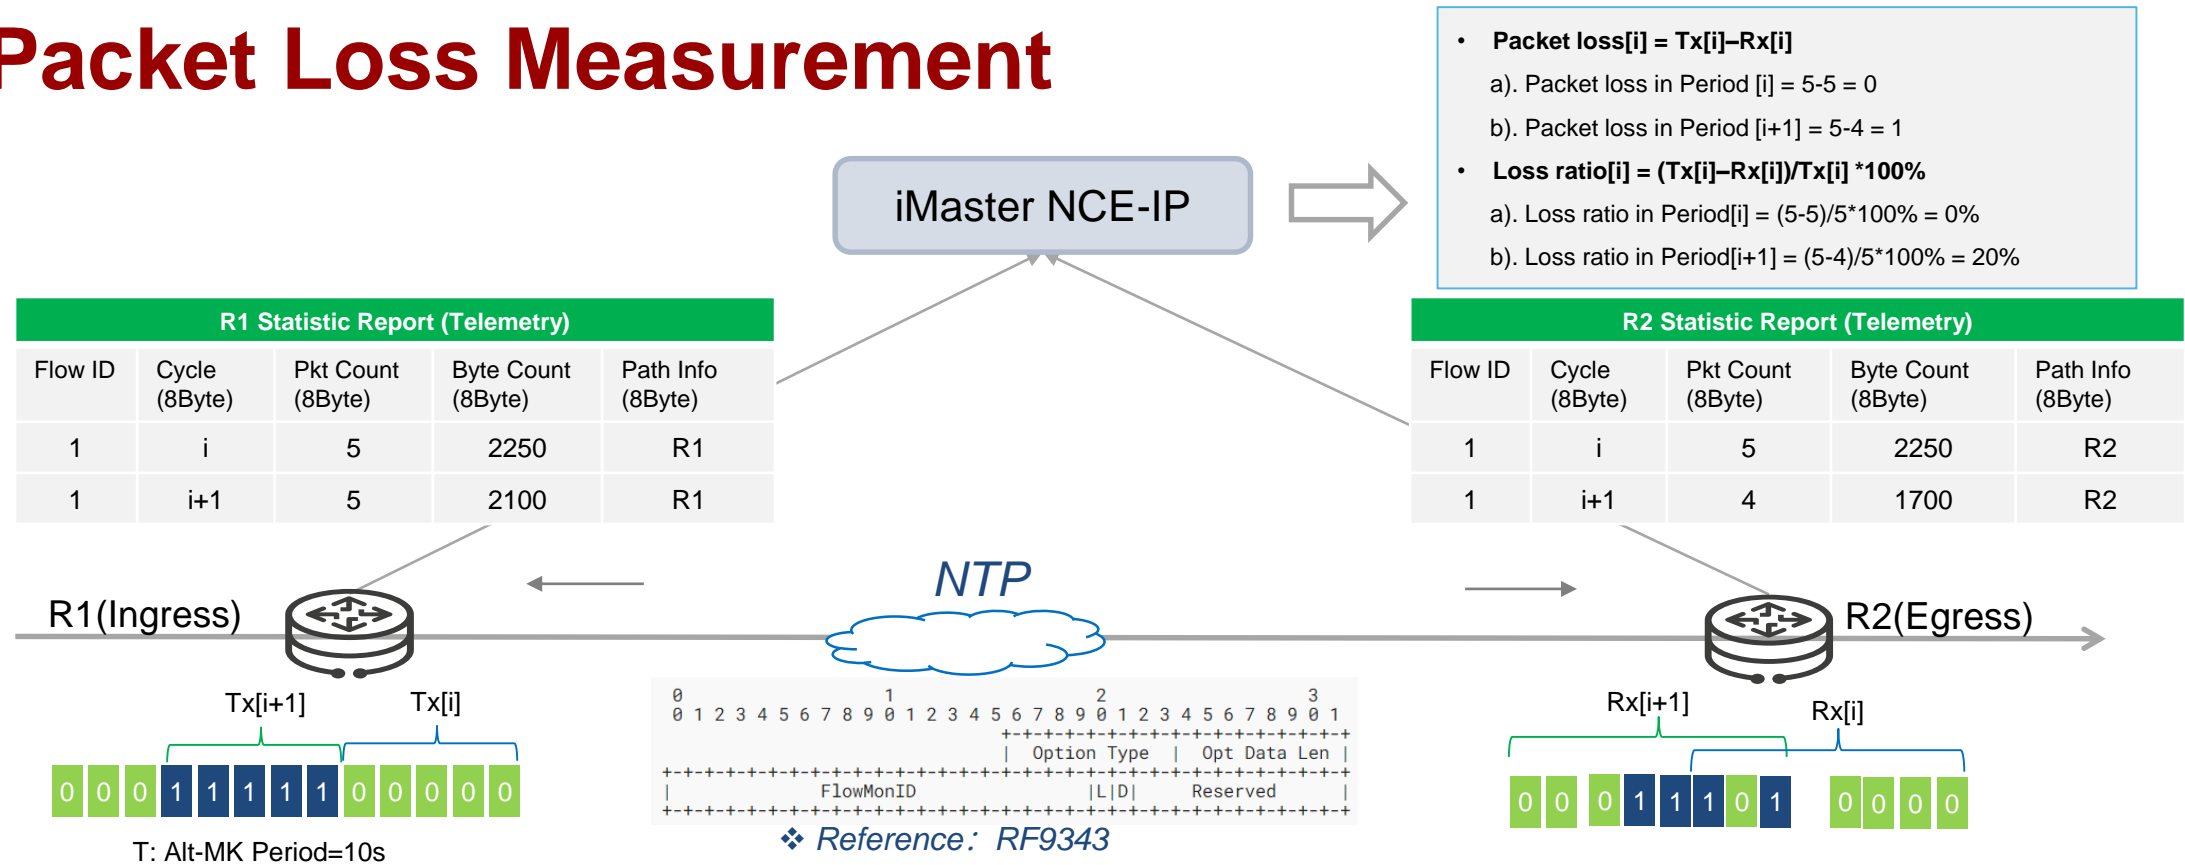 Packet Loss Measurement
• Packet loss[i] = Tx[i]–Rx[i]
a). Packet loss in Period [i] = 5-5 = 0
b). Packet loss in Period [i+1] = 5-4 = 1
• Loss ratio[i] = (Tx[i]–Rx[i])/Tx[i] *100%
a). Loss ratio in Period[i] = (5-5)/5*100% = 0%
b). Loss ratio in Period[i+1] = (5-4)/5*100% = 20%
iMaster NCE-IP
R1 Statistic Report (Telemetry)
Flow ID Cycle (8Byte) Pkt Count (8Byte) Byte Count (8Byte) Path Info (8Byte)
1 i 5 2250 R1
1 i+1 5 2100 R1
R2 Statistic Report (Telemetry)
Flow ID Cycle (8Byte) Pkt Count (8Byte) Byte Count (8Byte) Path Info (8Byte)
1 i 5 2250 R2
1 i+1 4 1700 R2
R1(Ingress)
NTP
R2(Egress)
Tx[i+1] Tx[i]
0 0 0 1 1 1 1 1 0 0 0 0 0
T: Alt-MK Period=10s
0 1 2 3
0 1 2 3 4 5 6 7 8 9 0 1 2 3 4 5 6 7 8 9 0 1 2 3 4 5 6 7 8 9 0 1
+-+-+-+-+-+-+-+-+-+-+-+-+-+-+-+-+
| Option Type | Opt Data Len |
+-+-+-+-+-+-+-+-+-+-+-+-+-+-+-+-+-+-+-+-+-+-+-+-+-+-+-+-+-+-+-+-+
| FlowMonID |L|D| Reserved |
+-+-+-+-+-+-+-+-+-+-+-+-+-+-+-+-+-+-+-+-+-+-+-+-+-+-+-+-+-+-+-+-+
❖ Reference：RF9343
Rx[i+1] Rx[i]
0 0 0 1 1 1 0 1 0 0 0 0